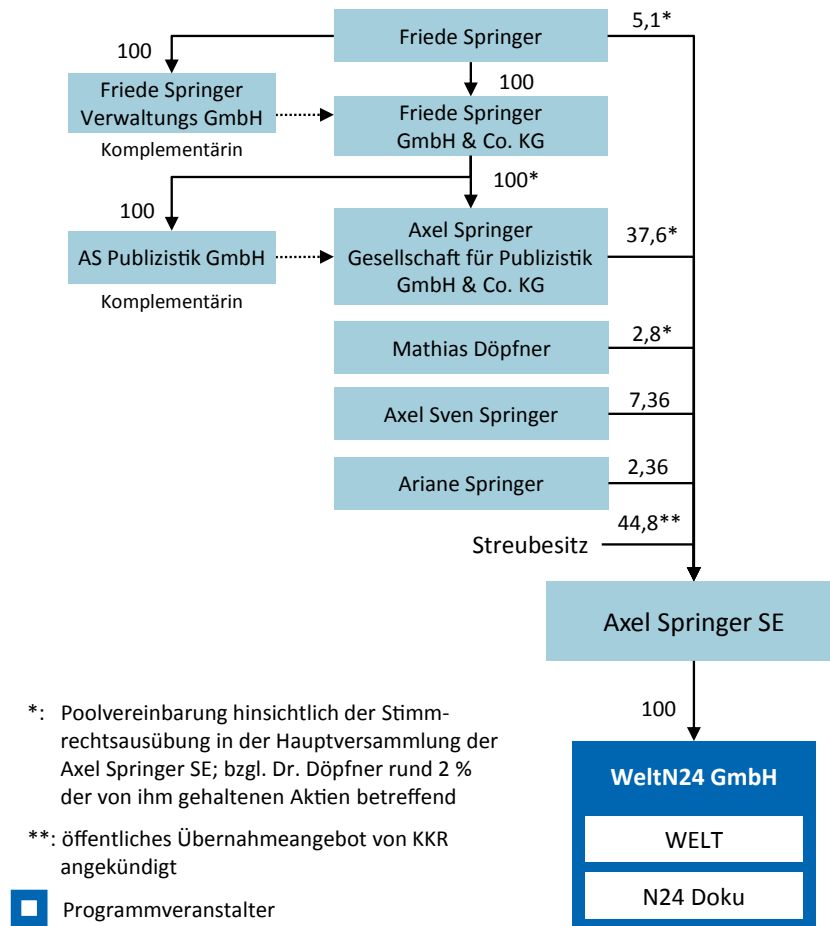 Friede Springer
5,1*
100
100
Friede Springer
Verwaltungs GmbH
Komplementärin
Friede Springer
GmbH & Co. KG
100
100*
AS Publizistik GmbH
Komplementärin
Axel Springer
Gesellschaft für Publizistik
GmbH & Co. KG
37,6*
Mathias Döpfner
2,8*
Axel Sven Springer
7,36
Ariane Springer
2,36
Streubesitz
44,8**
Axel Springer SE
100
WeltN24 GmbH
WELT
N24 Doku
*: Poolvereinbarung hinsichtlich der Stimm-
rechtsausübung in der Hauptversammlung der
Axel Springer SE; bzgl. Dr. Döpfner rund 2 %
der von ihm gehaltenen Aktien betreffend
**: öffentliches Übernahmeangebot von KKR
angekündigt
Programmveranstalter